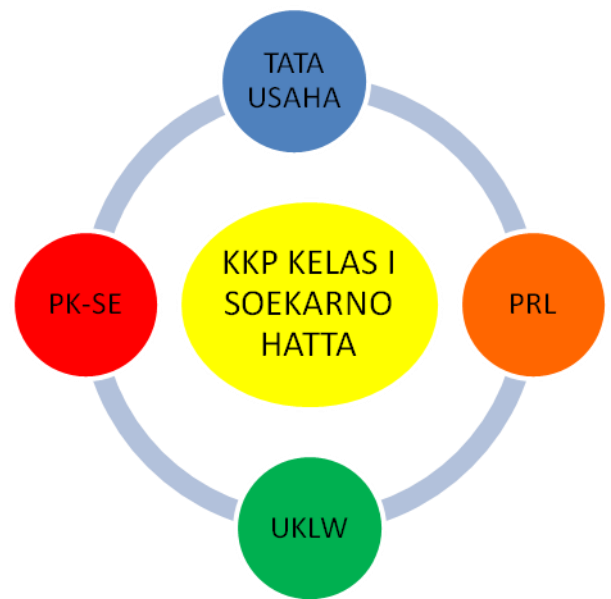 TATA
USAHA
PK-SE
KKP KELAS I
SOEKARNO
HATTA
PRL
UKLW